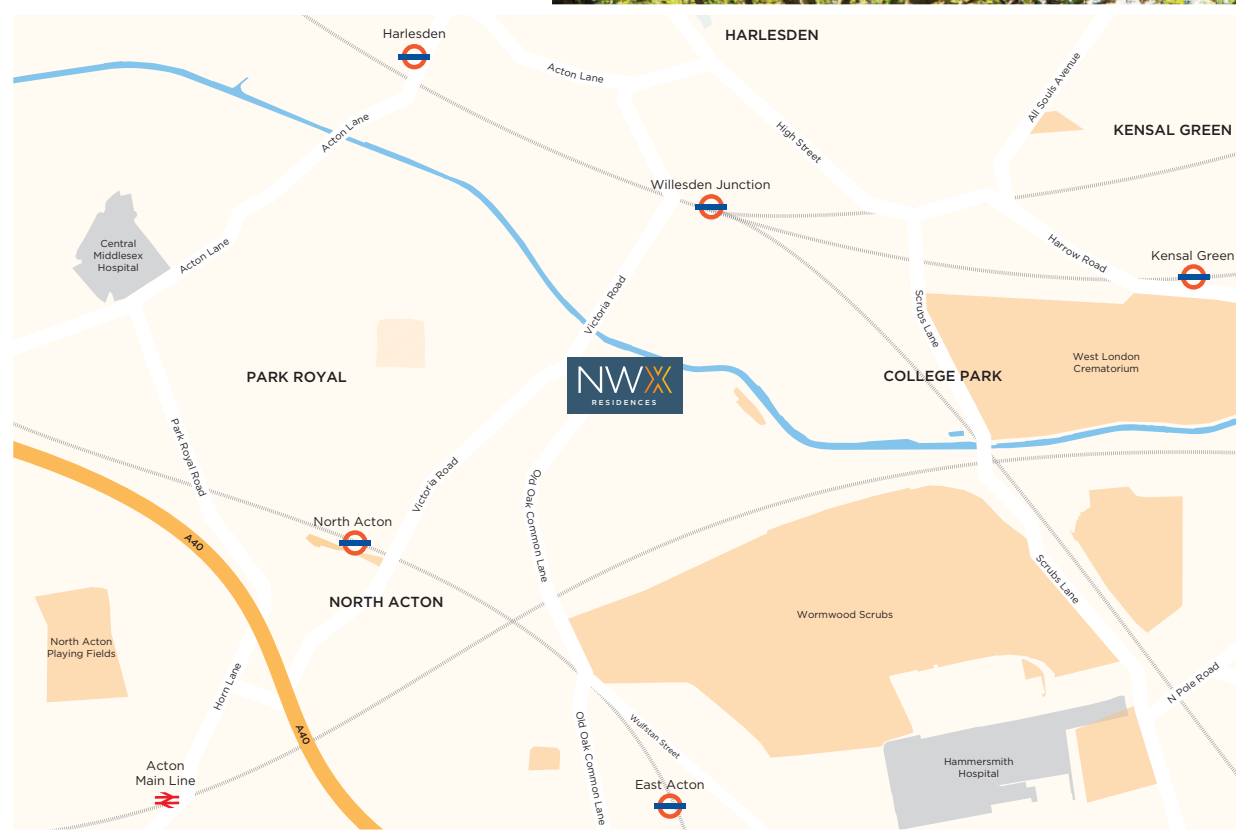 Harlesden
HARLESDEN
Acton Lane
All Souls Avenue
Acton Lane
High Street
KENSAL GREEN
Willesden Junction
Central
Middlesex
Hospital
Acton Lane
Harrow Road
Kensal Green
Victoria Road
Scrubs Lane
West London
Crematorium
PARK ROYAL
NWX
RESIDENCES
COLLEGE PARK
Park Royal Road
Victoria Road
Old Oak Common Lane
North Acton
A40
NORTH ACTON
Scrubs Lane
Wormwood Scrubs
North Acton
Playing Fields
Horn Lane
N Pole Road
A40
Old Oak Common Lane
Wulfstan Street
Hammersmith
Hospital
Acton
Main Line
East Acton